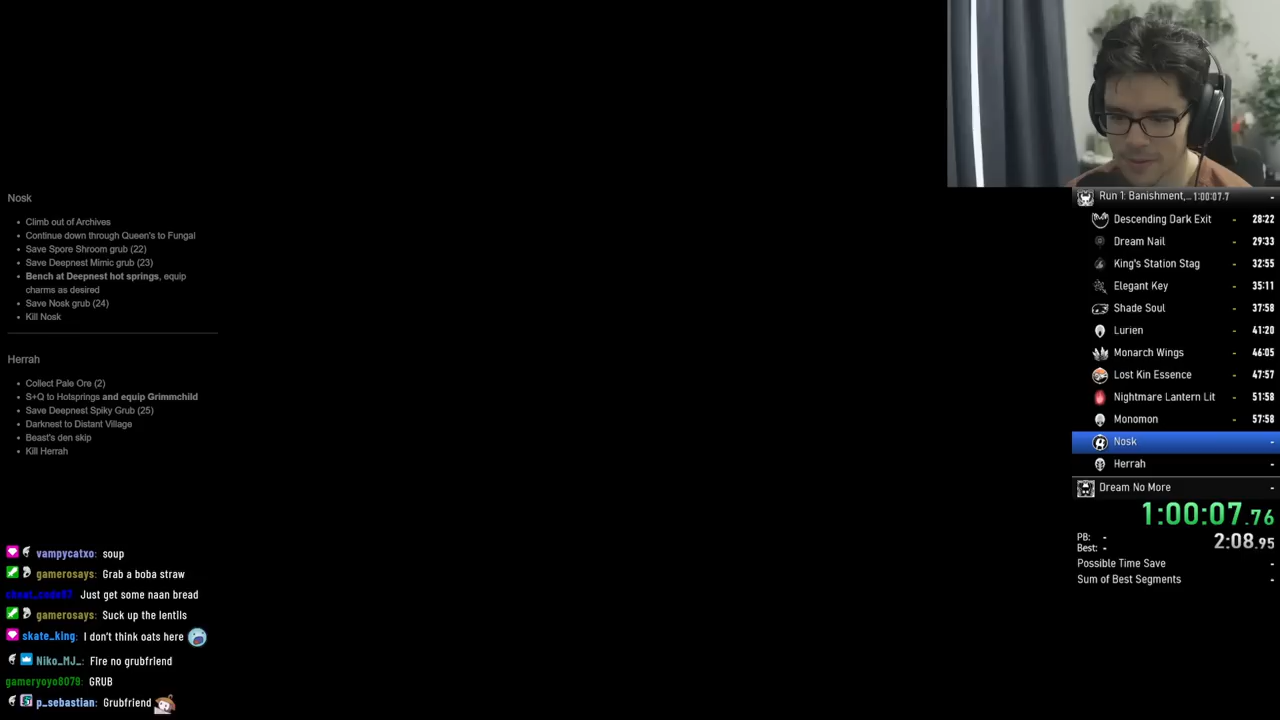 Nosk
Climb out of Archives
Continue down through Queen's to Fungal
Save Spore Shroom grub (22)
Save Deepnest Mimic grub (23)
Bench at Deepnest hot springs, equip
charms as desired
Save Nosk grub (24)
Kill Nosk
Herrah
Collect Pale Ore (2)
S+Q to Hotsprings and equip Grimmchild
Save Deepnest Spiky Grub (25)
Darknest to Distant Village
Beast's den skip
Kill Herrah
vampycatxo: soup
gamerosays: Grab a boba straw
Just get some naan bread
gamerosays: Suck up the lentils
skate_king: I don't think oats here
Niko_MJ_: FIre no grubfriend
gameryoyo8079: GRUB
p_sebastian: Grubfriend
Run 1: Banishment,... 1:00:07.7 -
Descending Dark Exit - 28:22
Dream Nail - 29:33
King's Station Stag - 32:55
Elegant Key - 35:11
Shade Soul - 37:58
Lurien - 41:20
Monarch Wings - 46:05
Lost Kin Essence - 47:57
Nightmare Lantern Lit - 51:58
Monomon - 57:58
Nosk -
Herrah -
Dream No More -
1:00:07.76
PB: -
Best: -
2:08.95
Possible Time Save -
Sum of Best Segments -